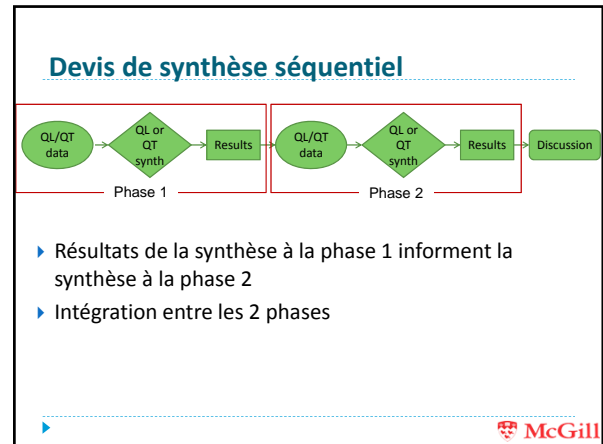 Devis de synthèse séquentiel
QL/QT
data
QL or
QT
synth
Results
QL/QT
data
QL or
QT
synth
Results
Discussion
Phase 1
Phase 2
Résultats de la synthèse à la phase 1 informent la
synthèse à la phase 2
Intégration entre les 2 phases
McGill